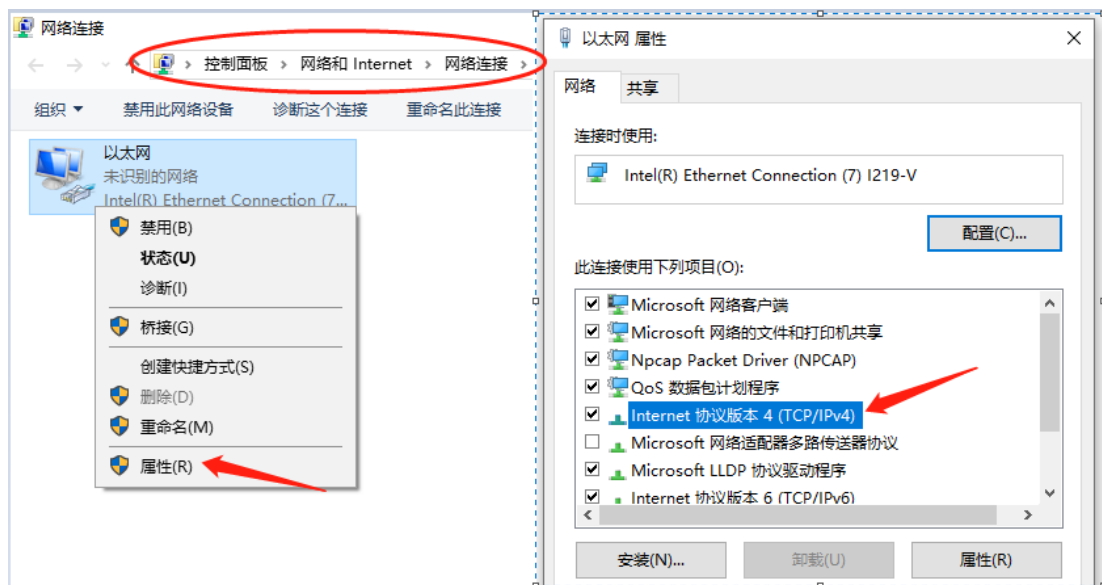 网络连接
控制面板 › 网络和 Internet › 网络连接 ›
组织 禁用此网络设备 诊断这个连接 重命名此连接
以太网
未识别的网络
Intel(R) Ethernet Connection (7...
禁用(B)
状态(U)
诊断(I)
桥接(G)
创建快捷方式(S)
删除(D)
重命名(M)
属性(R)
以太网 属性
网络 共享
连接时使用:
Intel(R) Ethernet Connection (7) I219-V
配置(C)...
此连接使用下列项目(O):
Microsoft 网络客户端
Microsoft 网络的文件和打印机共享
Npcap Packet Driver (NPCAP)
QoS 数据包计划程序
Internet 协议版本 4 (TCP/IPv4)
Microsoft 网络适配器多路传送器协议
Microsoft LLDP 协议驱动程序
Internet 协议版本 6 (TCP/IPv6)
安装(N)... 卸载(U) 属性(R)